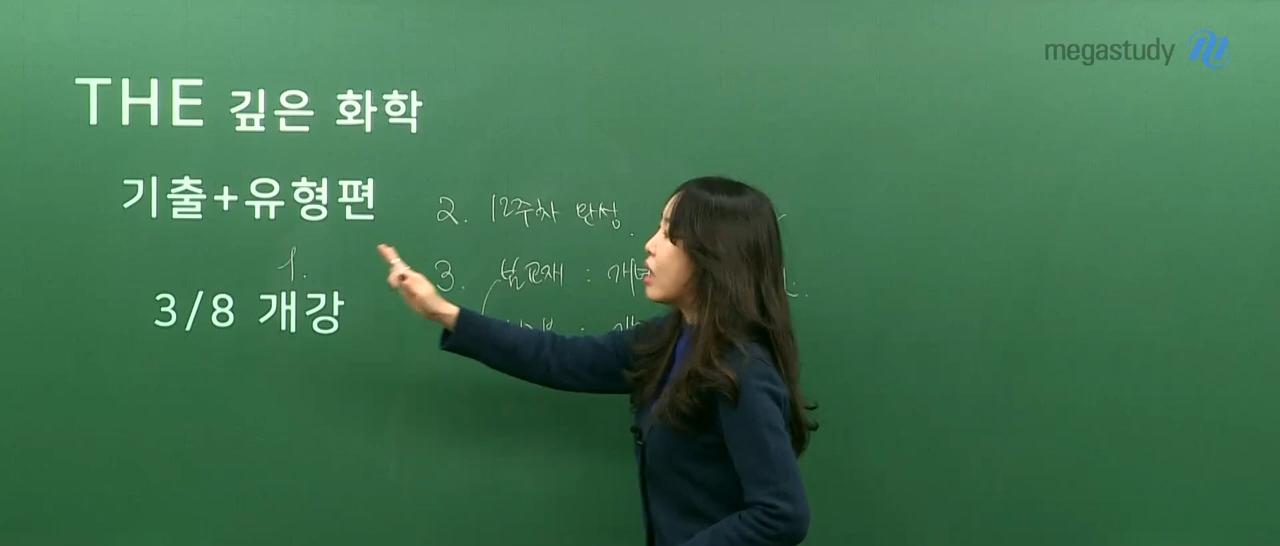 megastudy
THE 깊은 화학
기출+유형편
1.
3/8 개강
2. 12주차 완성.
3. 본교재 :